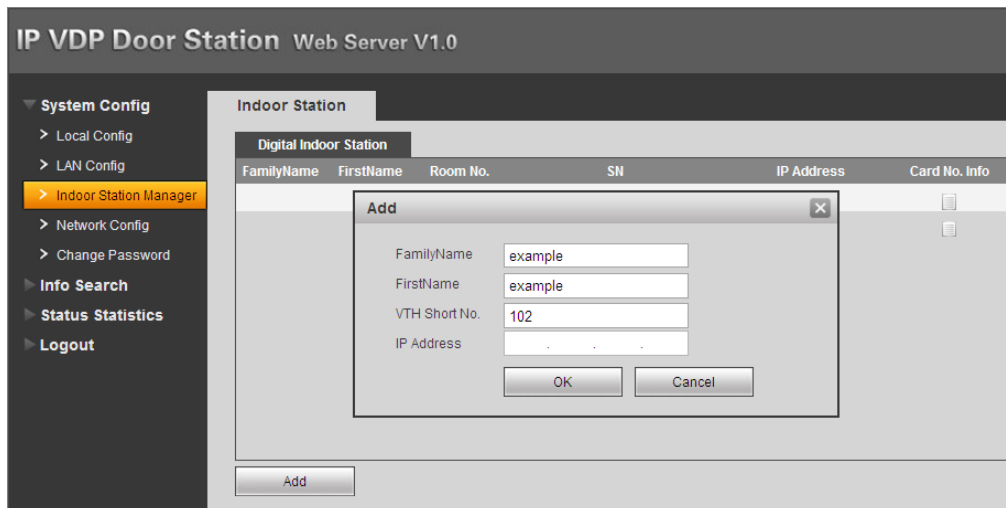 IP VDP Door Station Web Server V1.0
System Config
Local Config
LAN Config
Indoor Station Manager
Network Config
Change Password
Info Search
Status Statistics
Logout
Indoor Station
Digital Indoor Station
FamilyName FirstName Room No. SN IP Address Card No. Info
Add
FamilyName example
FirstName example
VTH Short No. 102
IP Address . . .
OK Cancel
Add